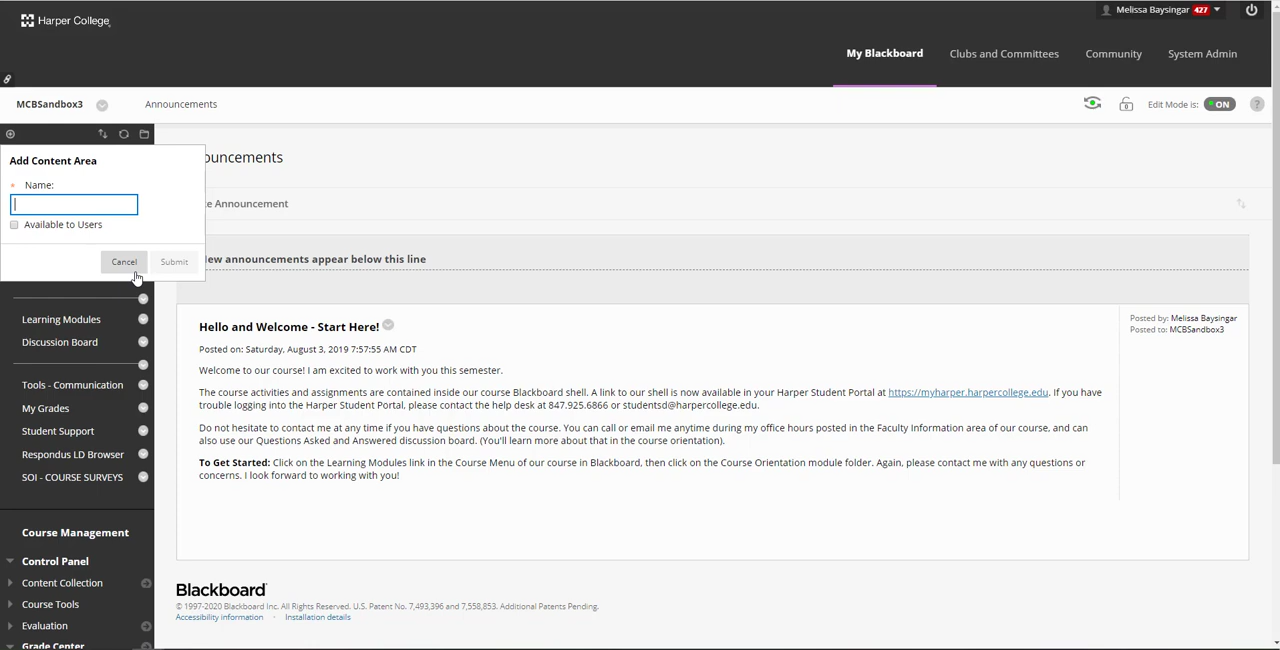 Harper College
Melissa Baysingar 427
My Blackboard Clubs and Committees Community System Admin
MCBSandbox3 Announcements Edit Mode is: ON ?
Add Content Area
* Name:
Available to Users
Cancel Submit
ouncements
e Announcement
ew announcements appear below this line
Learning Modules
Discussion Board
Tools - Communication
My Grades
Student Support
Respondus LD Browser
SOI - COURSE SURVEYS
Course Management
Control Panel
Content Collection
Course Tools
Evaluation
Grade Center
Hello and Welcome - Start Here!
Posted on: Saturday, August 3, 2019 7:57:55 AM CDT
Posted by: Melissa Baysingar
Posted to: MCBSandbox3
Welcome to our course! I am excited to work with you this semester.
The course activities and assignments are contained inside our course Blackboard shell. A link to our shell is now available in your Harper Student Portal at https://myharper.harpercollege.edu. If you have
trouble logging into the Harper Student Portal, please contact the help desk at 847.925.6866 or studentsd@harpercollege.edu.
Do not hesitate to contact me at any time if you have questions about the course. You can call or email me anytime during my office hours posted in the Faculty Information area of our course, and can
also use our Questions Asked and Answered discussion board. (You'll learn more about that in the course orientation).
To Get Started: Click on the Learning Modules link in the Course Menu of our course in Blackboard, then click on the Course Orientation module folder. Again, please contact me with any questions or
concerns. I look forward to working with you!
Blackboard
© 1997-2020 Blackboard Inc. All Rights Reserved. U.S. Patent No. 7,493,396 and 7,558,853. Additional Patents Pending.
Accessibility information · Installation details